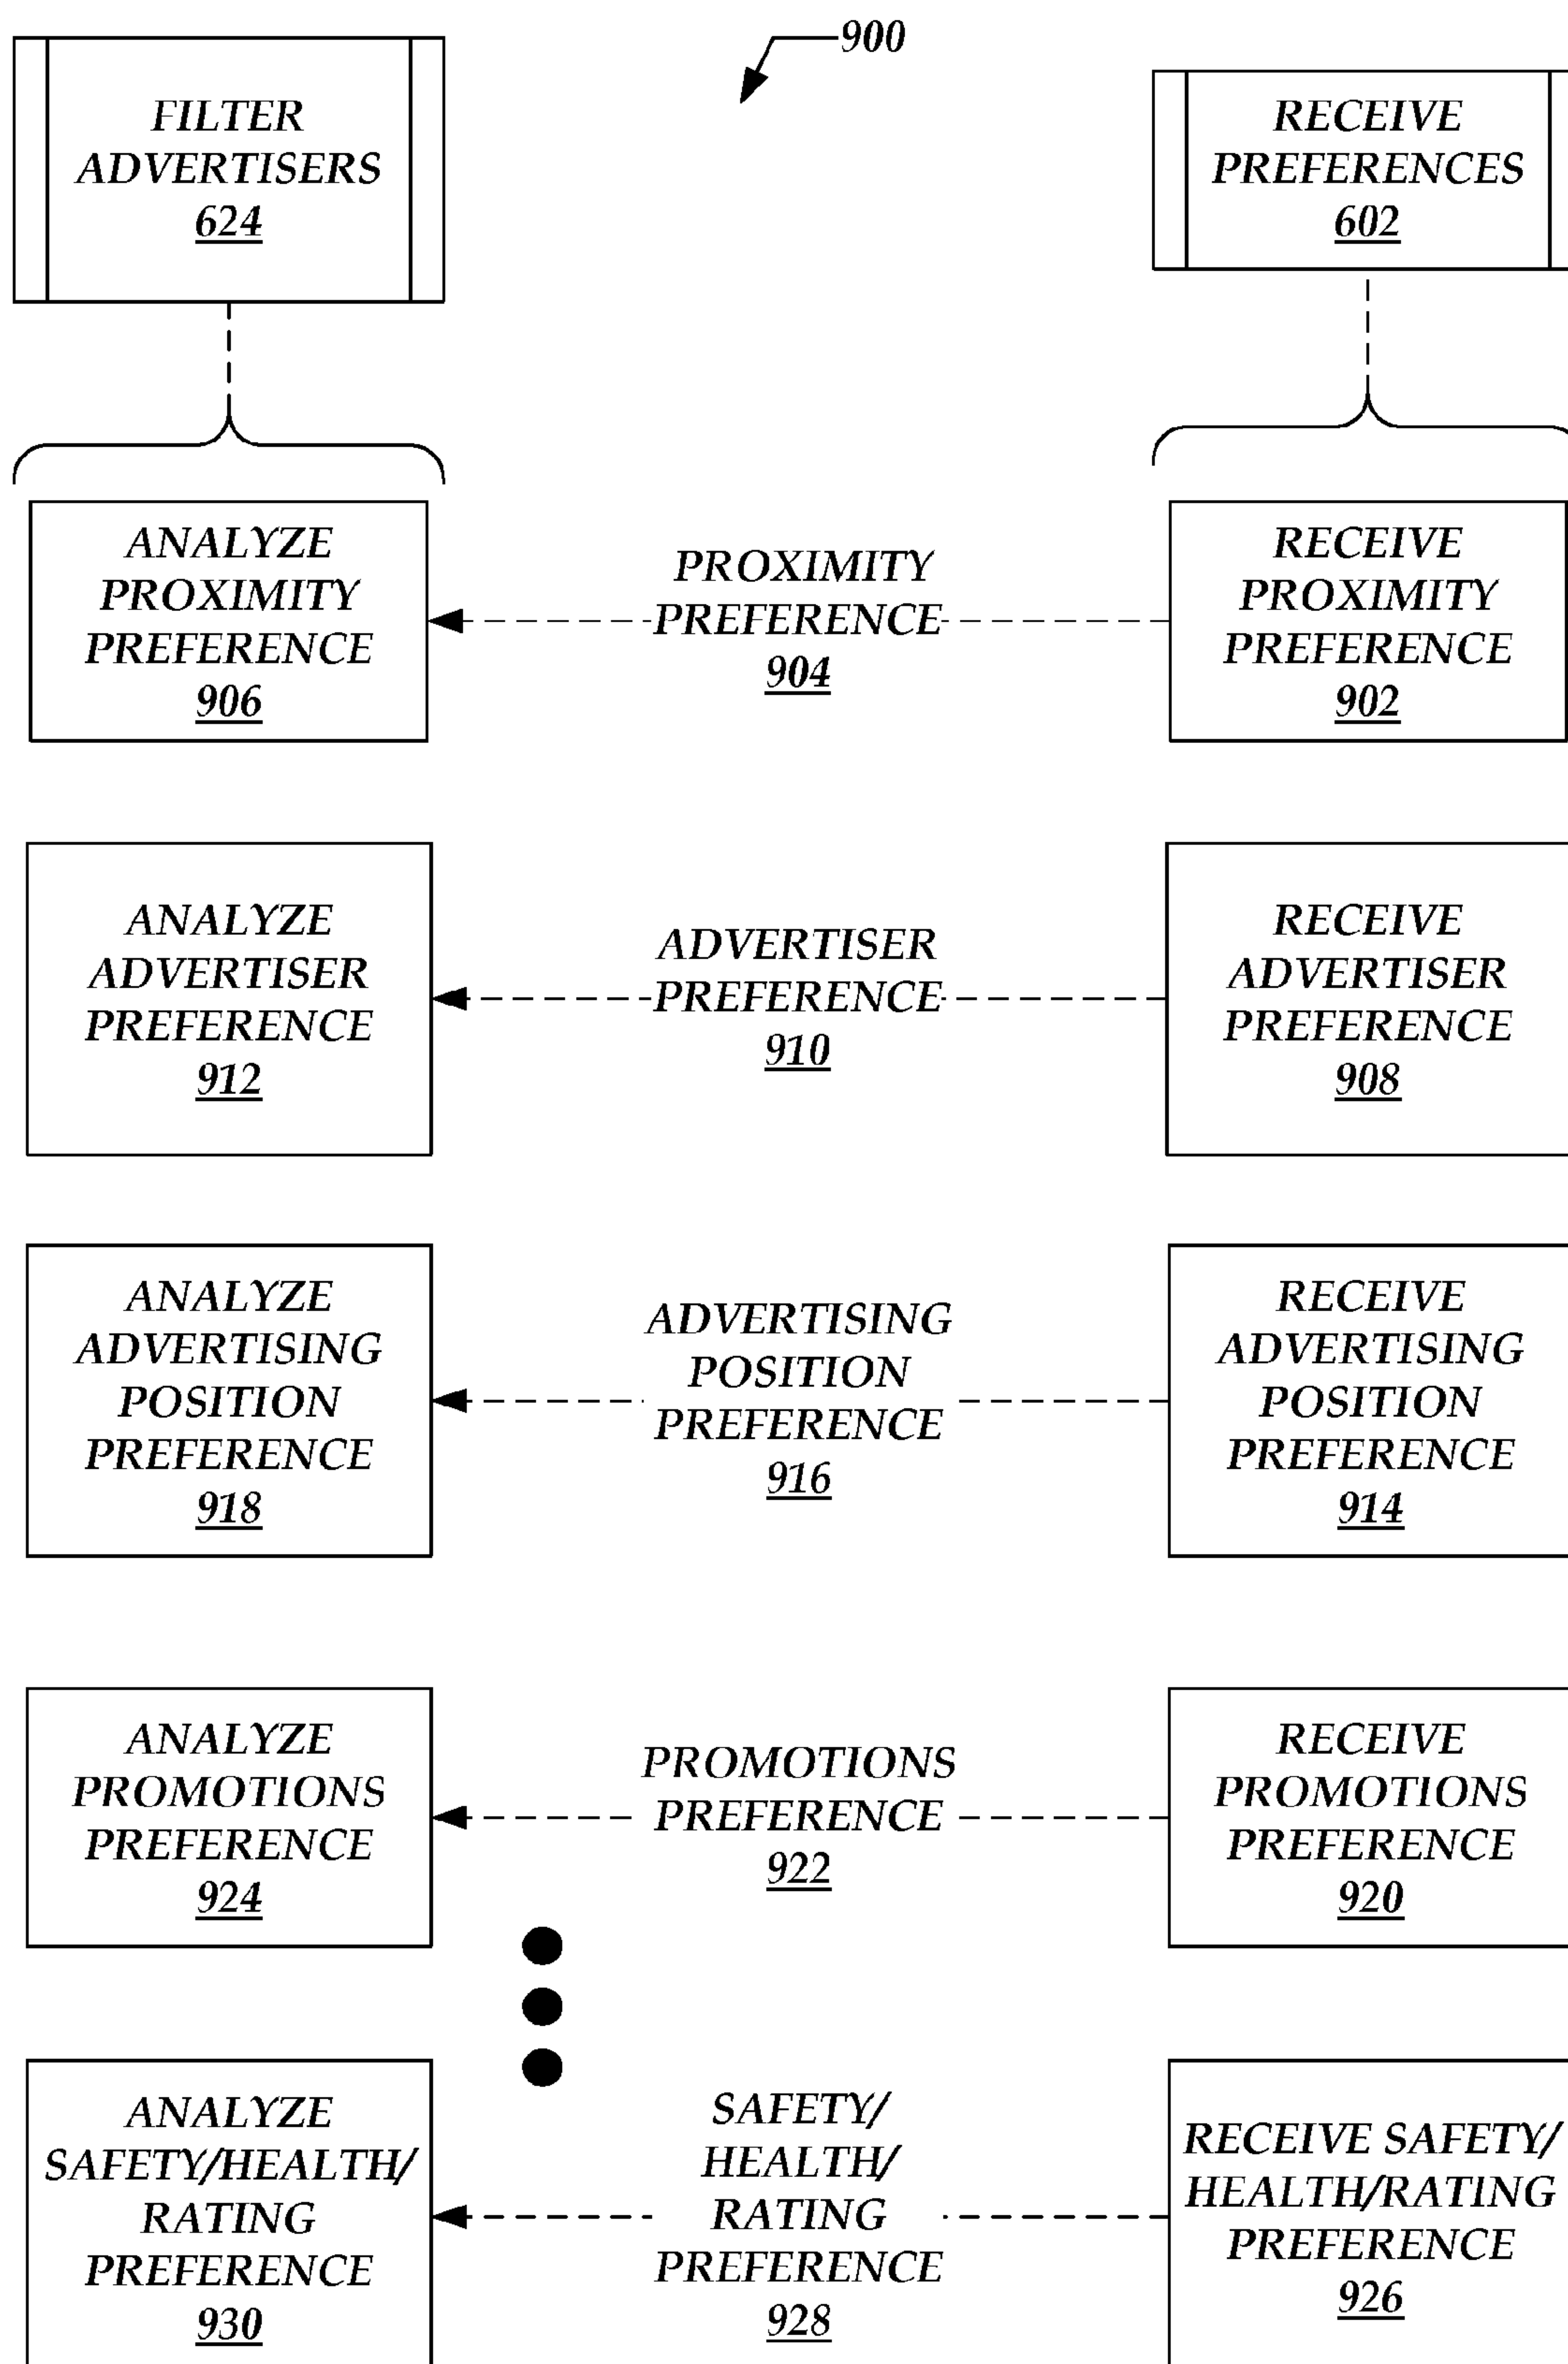 900
FILTER
ADVERTISERS
624
RECEIVE
PREFERENCES
602
ANALYZE
PROXIMITY
PREFERENCE
906
PROXIMITY
PREFERENCE
904
RECEIVE
PROXIMITY
PREFERENCE
902
ANALYZE
ADVERTISER
PREFERENCE
912
ADVERTISER
PREFERENCE
910
RECEIVE
ADVERTISER
PREFERENCE
908
ANALYZE
ADVERTISING
POSITION
PREFERENCE
918
ADVERTISING
POSITION
PREFERENCE
916
RECEIVE
ADVERTISING
POSITION
PREFERENCE
914
ANALYZE
PROMOTIONS
PREFERENCE
924
PROMOTIONS
PREFERENCE
922
RECEIVE
PROMOTIONS
PREFERENCE
920
ANALYZE
SAFETY/HEALTH/
RATING
PREFERENCE
930
SAFETY/
HEALTH/
RATING
PREFERENCE
928
RECEIVE SAFETY/
HEALTH/RATING
PREFERENCE
926